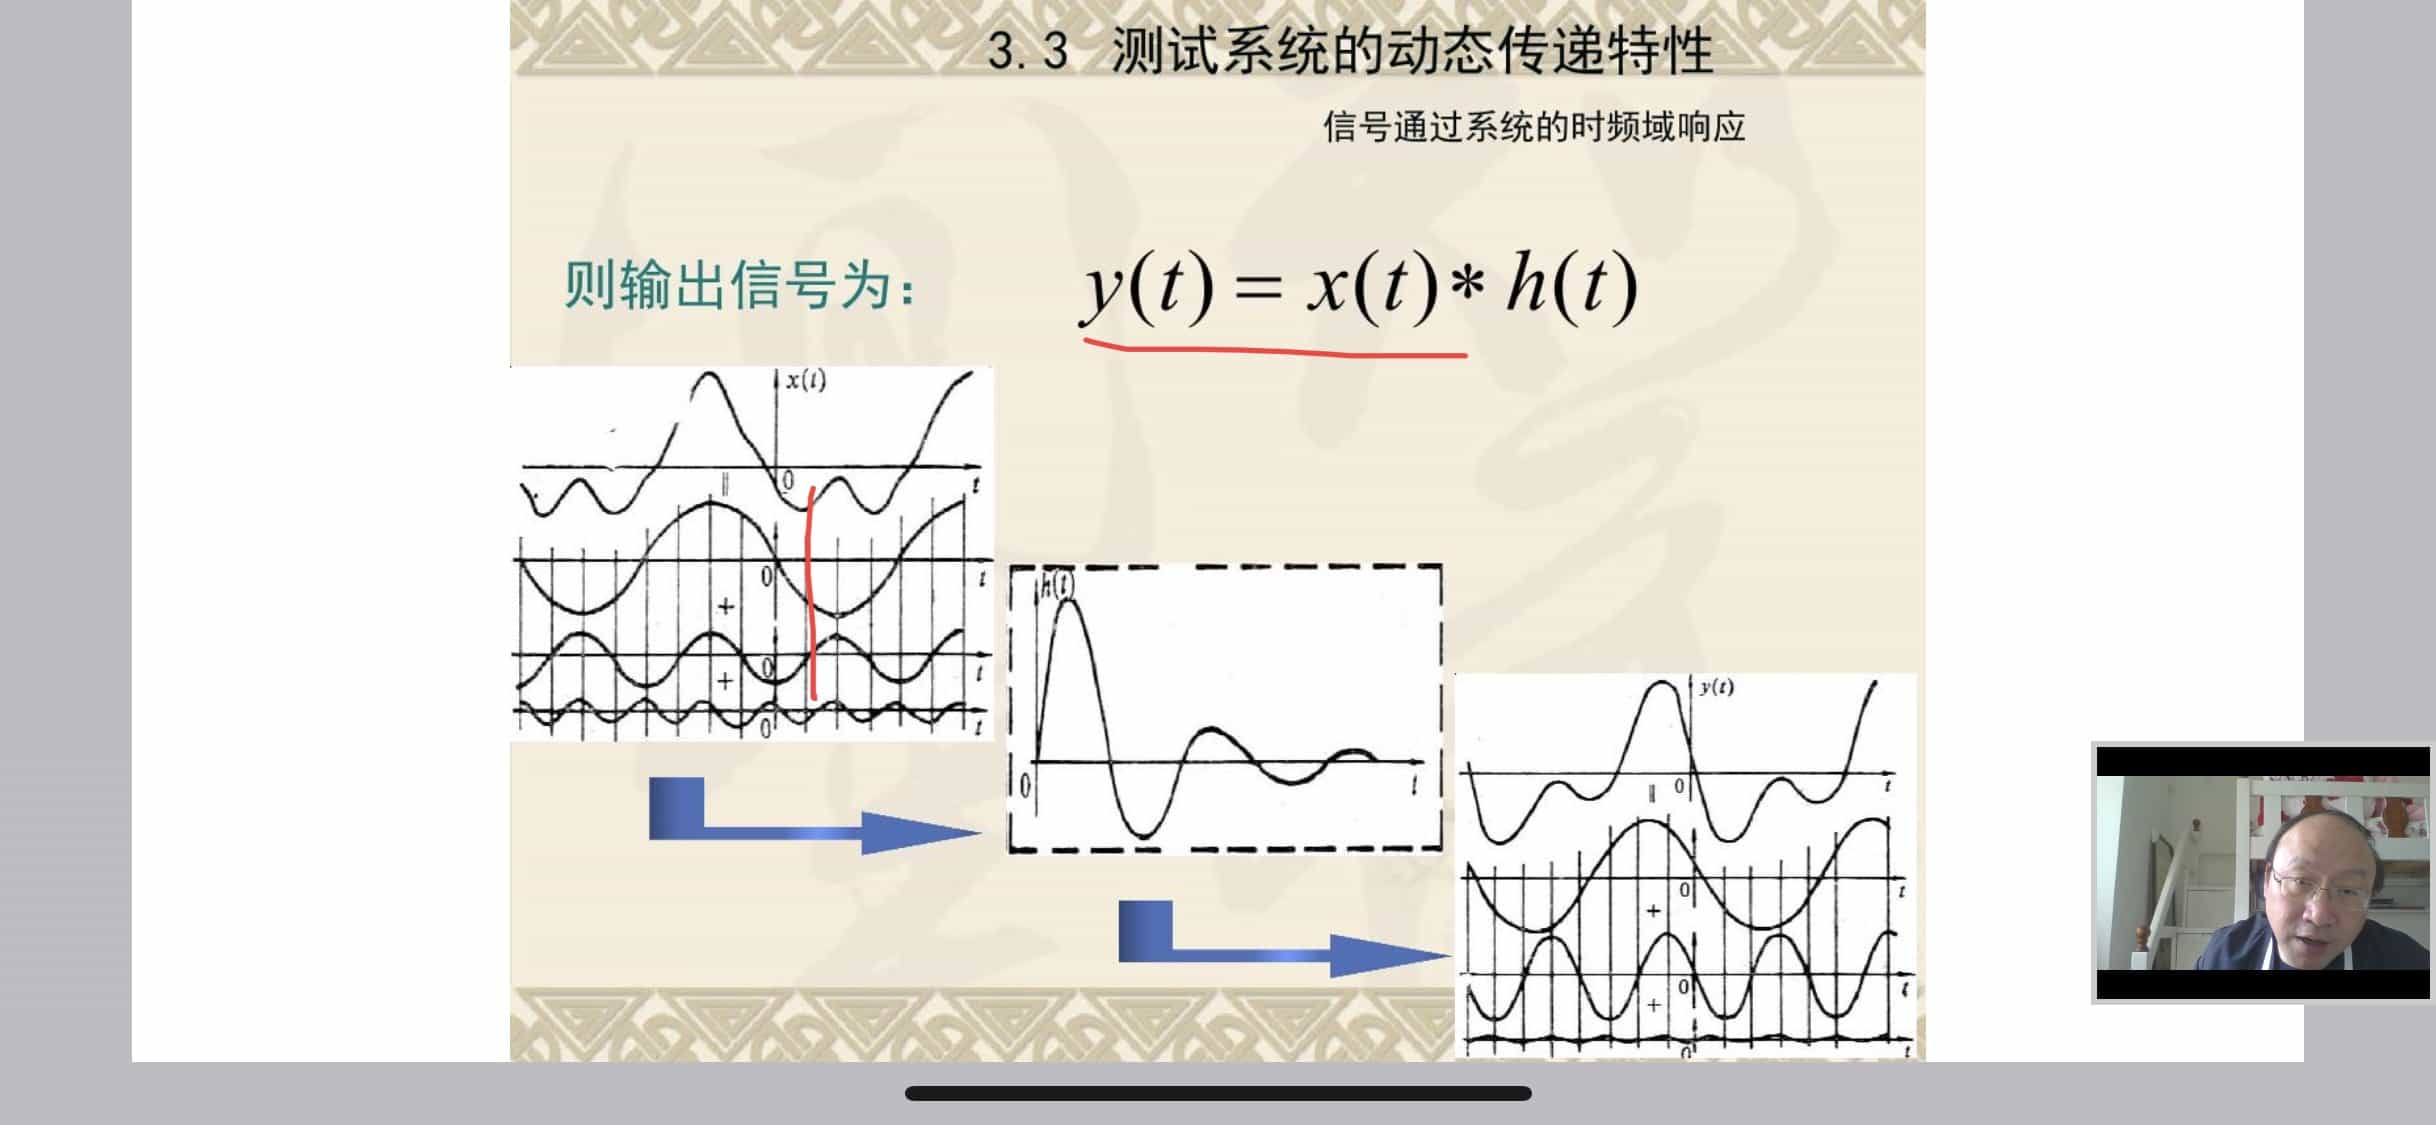 3.3 测试系统的动态传递特性
信号通过系统的时频域响应
则输出信号为： y(t) = x(t) * h(t)
x(t)
0
t
||
0
t
+
0
t
+
0
t
h(t)
0
t
y(t)
0
t
||
0
t
+
0
t
+
0
t